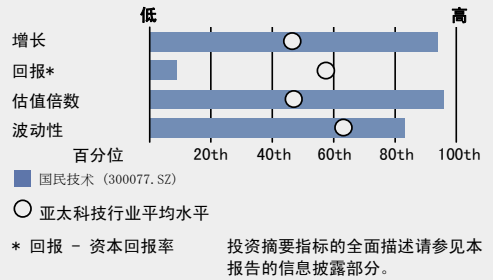 低 高
增长
回报*
估值倍数
波动性
百分位 20th 40th 60th 80th 100th
国民技术 (300077.SZ)
亚太科技行业平均水平
* 回报 - 资本回报率 投资摘要指标的全面描述请参见本
报告的信息披露部分。